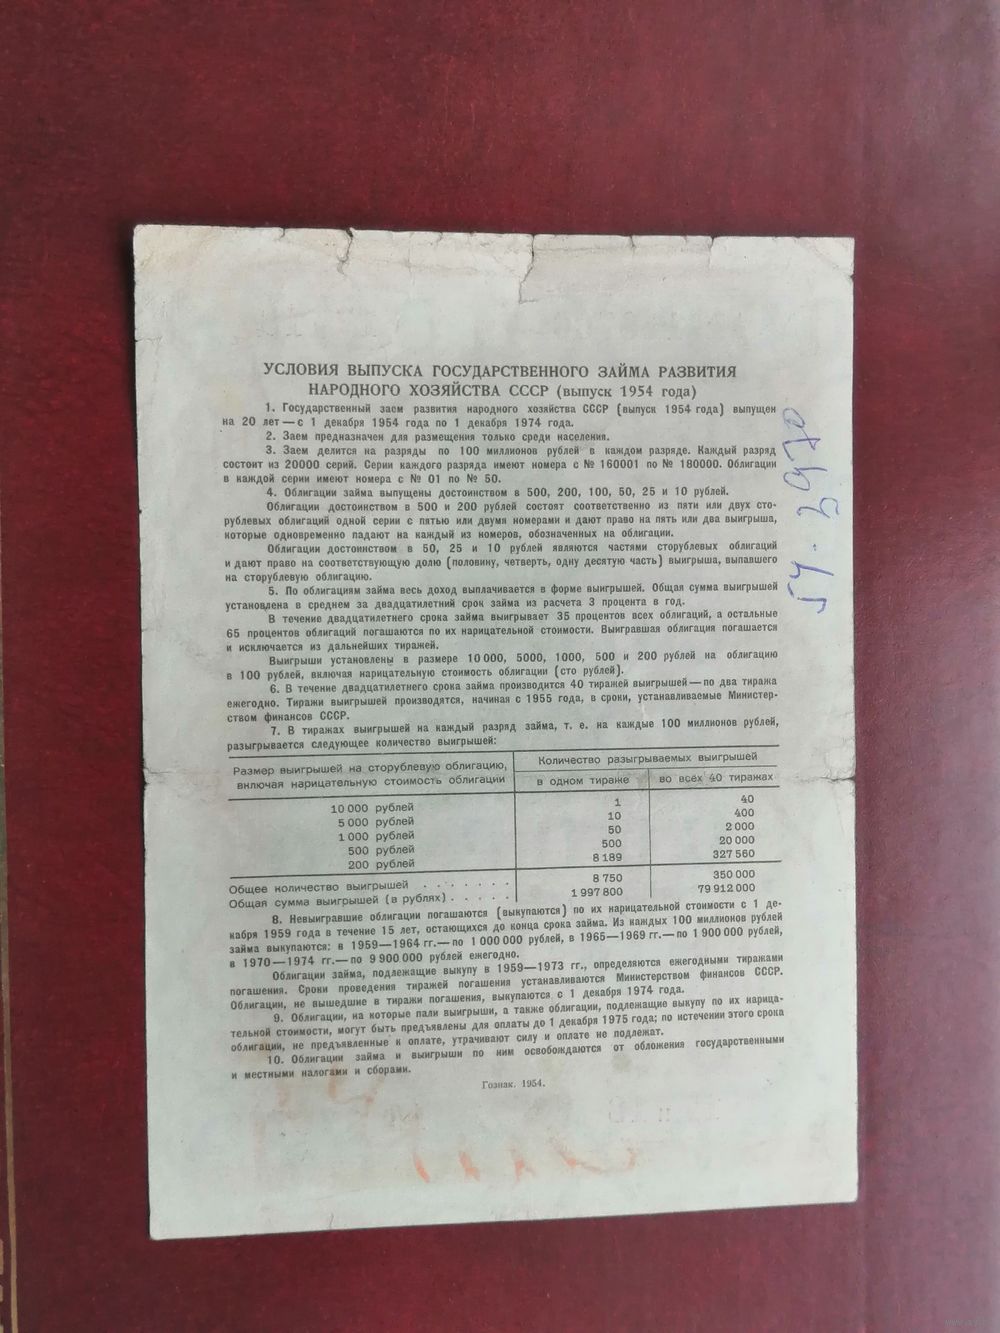 УСЛОВИЯ ВЫПУСКА ГОСУДАРСТВЕННОГО ЗАЙМА РАЗВИТИЯ
НАРОДНОГО ХОЗЯЙСТВА СССР (выпуск 1954 года)
1. Государственный заем развития народного хозяйства СССР (выпуск 1954 года) выпущен
на 20 лет — с 1 декабря 1954 года по 1 декабря 1974 года.
2. Заем предназначен для размещения только среди населения.
3. Заем делится на разряды по 100 миллионов рублей в каждом разряде. Каждый разряд
состоит из 20000 серий. Серии каждого разряда имеют номера с № 160001 по № 180000. Облигации
в каждой серии имеют номера с № 01 по № 50.
4. Облигации займа выпущены достоинством в 500, 200, 100, 50, 25 и 10 рублей.
Облигации достоинством в 500 и 200 рублей состоят соответственно из пяти или двух сто-
рублевых облигаций одной серии с пятью или двумя номерами и дают право на пять или два выигрыша,
которые одновременно падают на каждый из номеров, обозначенных на облигации.
Облигации достоинством в 50, 25 и 10 рублей являются частями сторублевых облигаций
и дают право на соответствующую долю (половину, четверть, одну десятую часть) выигрыша, выпавшего
на сторублевую облигацию.
5. По облигациям займа весь доход выплачивается в форме выигрышей. Общая сумма выигрышей
установлена в среднем за двадцатилетний срок займа из расчета 3 процента в год.
В течение двадцатилетнего срока займа выигрывает 35 процентов всех облигаций, а остальные
65 процентов облигаций погашаются по их нарицательной стоимости. Выигравшая облигация погашается
и исключается из дальнейших тиражей.
Выигрыши установлены в размере 10 000, 5000, 1000, 500 и 200 рублей на облигацию
в 100 рублей, включая нарицательную стоимость облигации (сто рублей).
6. В течение двадцатилетнего срока займа производится 40 тиражей выигрышей — по два тиража
ежегодно. Тиражи выигрышей производятся, начиная с 1955 года, в сроки, устанавливаемые Министер-
ством финансов СССР.
7. В тиражах выигрышей на каждый разряд займа, т. е. на каждые 100 миллионов рублей,
разыгрывается следующее количество выигрышей:
Размер выигрышей на сторублевую облигацию, включая нарицательную стоимость облигации
Количество разыгрываемых выигрышей
в одном тираже во всех 40 тиражах
10 000 рублей 1 40
5 000 рублей 10 400
1 000 рублей 50 2 000
500 рублей 500 20 000
200 рублей 8 189 327 560
Общее количество выигрышей . . . . . . . 8 750 350 000
Общая сумма выигрышей (в рублях) . . . . . 1 997 800 79 912 000
8. Невыигравшие облигации погашаются (выкупаются) по их нарицательной стоимости с 1 де-
кабря 1959 года в течение 15 лет, остающихся до конца срока займа. Из каждых 100 миллионов рублей
займа выкупаются: в 1959—1964 гг. — по 1 000 000 рублей, в 1965—1969 гг. — по 1 900 000 рублей,
в 1970—1974 гг. — по 9 900 000 рублей ежегодно.
Облигации займа, подлежащие выкупу в 1959—1973 гг., определяются ежегодными тиражами
погашения. Сроки проведения тиражей погашения устанавливаются Министерством финансов СССР.
Облигации, не вышедшие в тиражи погашения, выкупаются с 1 декабря 1974 года.
9. Облигации, на которые пали выигрыши, а также облигации, подлежащие выкупу по их нарица-
тельной стоимости, могут быть предъявлены для оплаты до 1 декабря 1975 года; по истечении этого срока
облигации, не предъявленные к оплате, утрачивают силу и оплате не подлежат.
10. Облигации займа и выигрыши по ним освобождаются от обложения государственными
и местными налогами и сборами.
Гознак. 1954.